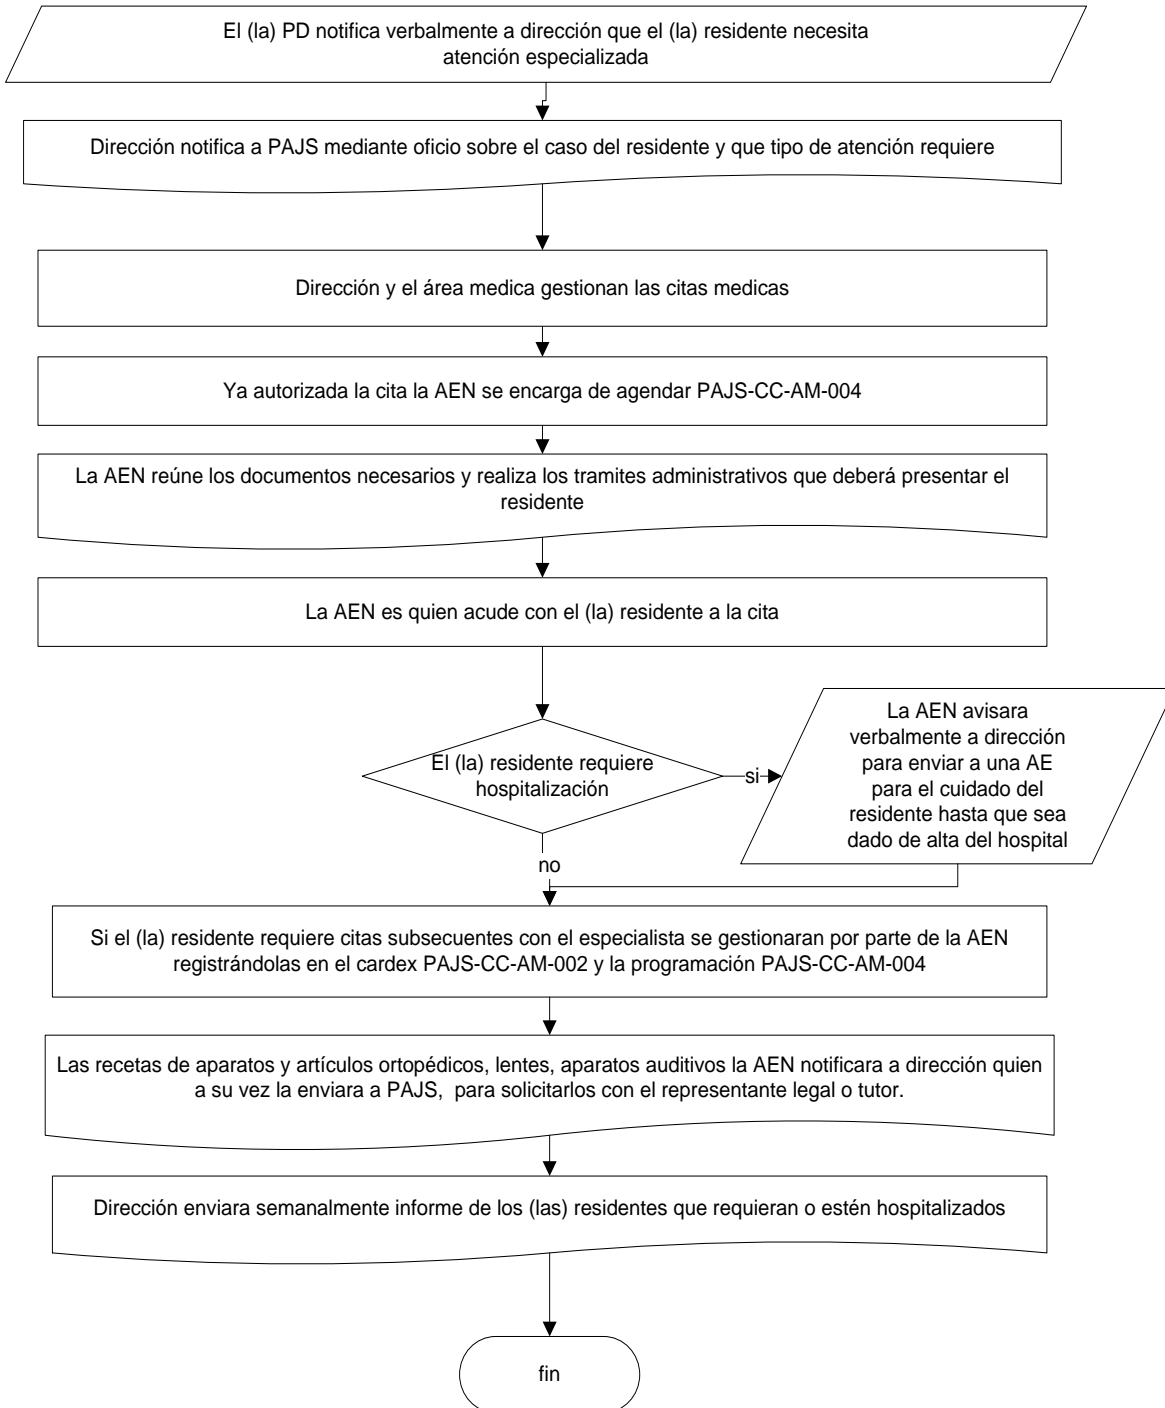 El (la) PD notifica verbalmente a dirección que el (la) residente necesita
atención especializada
Dirección notifica a PAJS mediante oficio sobre el caso del residente y que tipo de atención requiere
Dirección y el área medica gestionan las citas medicas
Ya autorizada la cita la AEN se encarga de agendar PAJS-CC-AM-004
La AEN reúne los documentos necesarios y realiza los tramites administrativos que deberá presentar el
residente
La AEN es quien acude con el (la) residente a la cita
El (la) residente requiere
hospitalización
si
La AEN avisara
verbalmente a dirección
para enviar a una AE
para el cuidado del
residente hasta que sea
dado de alta del hospital
no
Si el (la) residente requiere citas subsecuentes con el especialista se gestionaran por parte de la AEN
registrándolas en el cardex PAJS-CC-AM-002 y la programación PAJS-CC-AM-004
Las recetas de aparatos y artículos ortopédicos, lentes, aparatos auditivos la AEN notificara a dirección quien
a su vez la enviara a PAJS, para solicitarlos con el representante legal o tutor.
Dirección enviara semanalmente informe de los (las) residentes que requieran o estén hospitalizados
fin